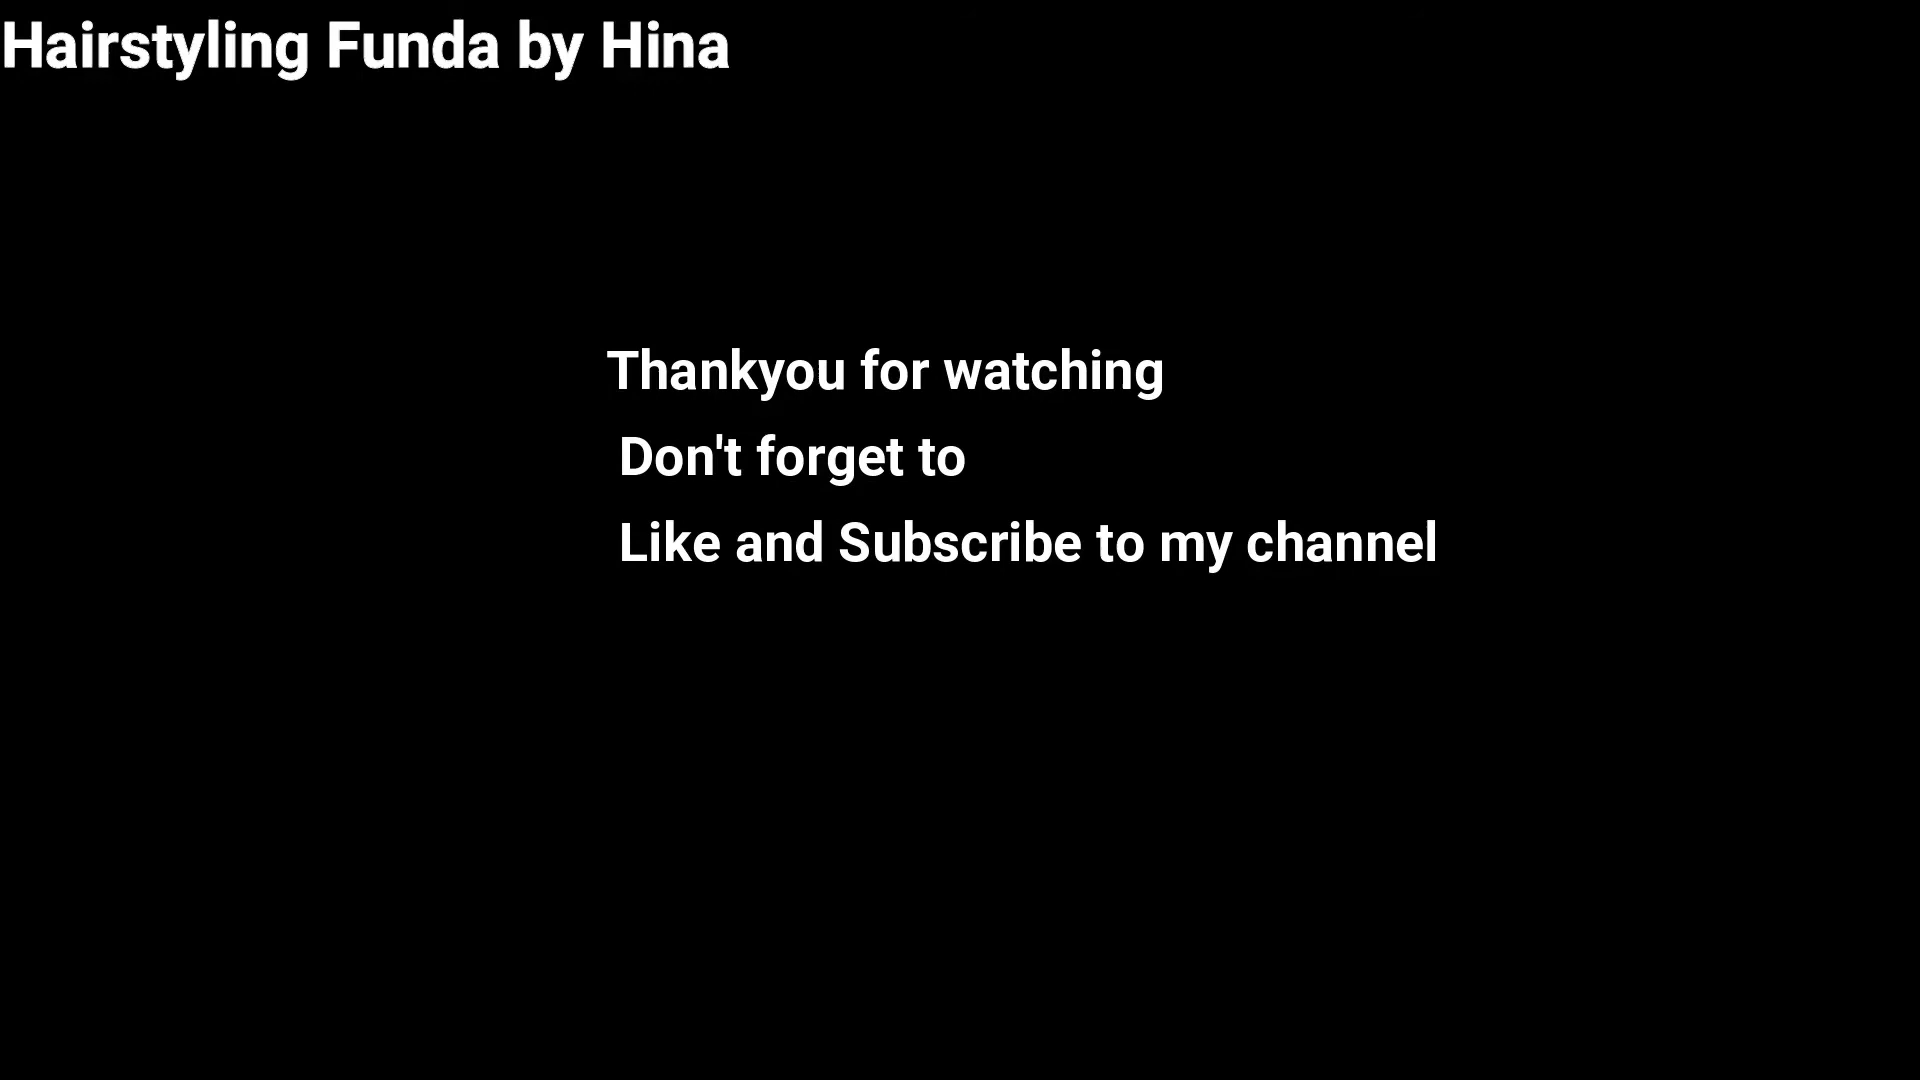 Hairstyling Funda by Hina
Thankyou for watching
Don't forget to
Like and Subscribe to my channel